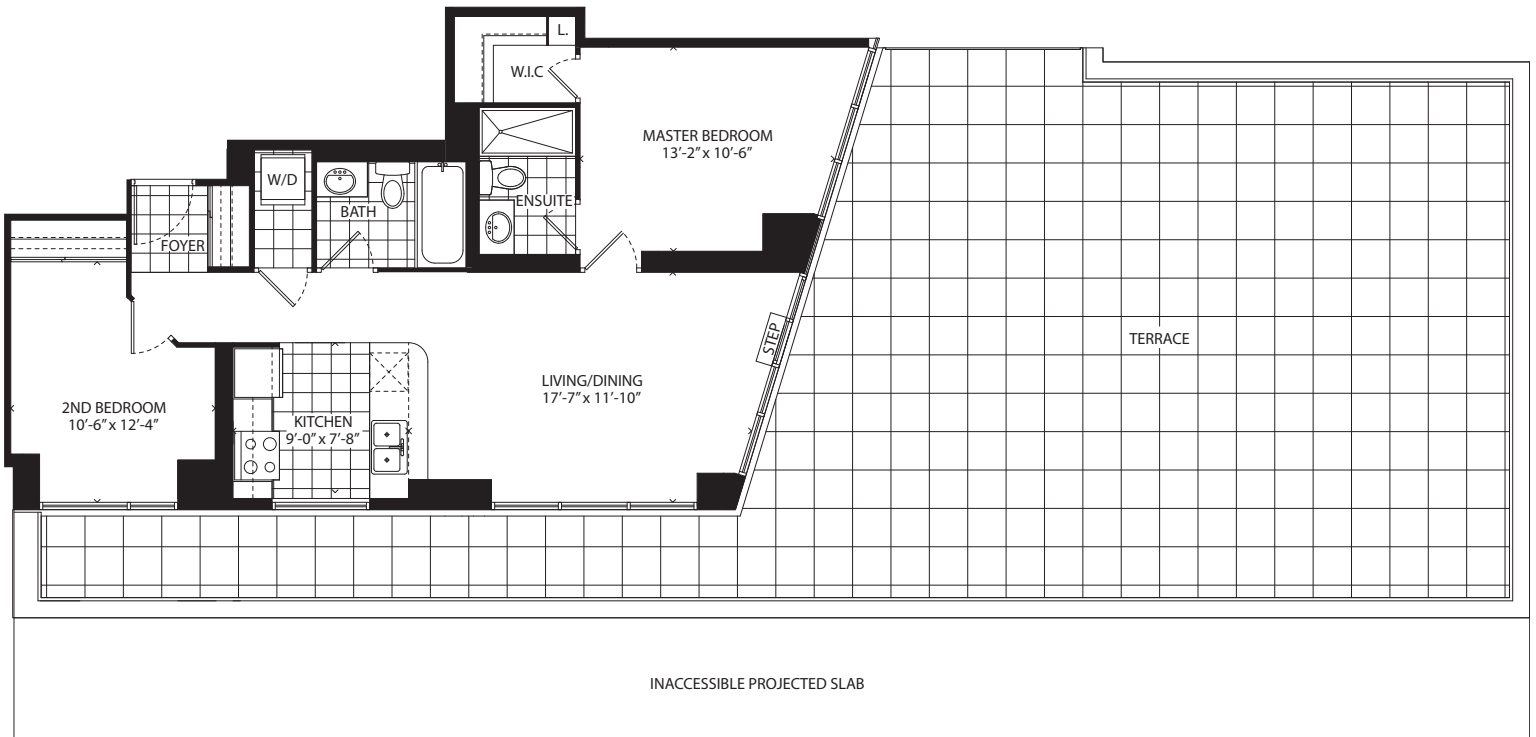 L.
W.I.C
MASTER BEDROOM
13’-2” x 10’-6”
W/D
BATH
ENSUITE
FOYER
STEP
TERRACE
LIVING/DINING
17’-7” x 11’-10”
2ND BEDROOM
10’-6” x 12’-4”
KITCHEN
9’-0” x 7’-8”
INACCESSIBLE PROJECTED SLAB